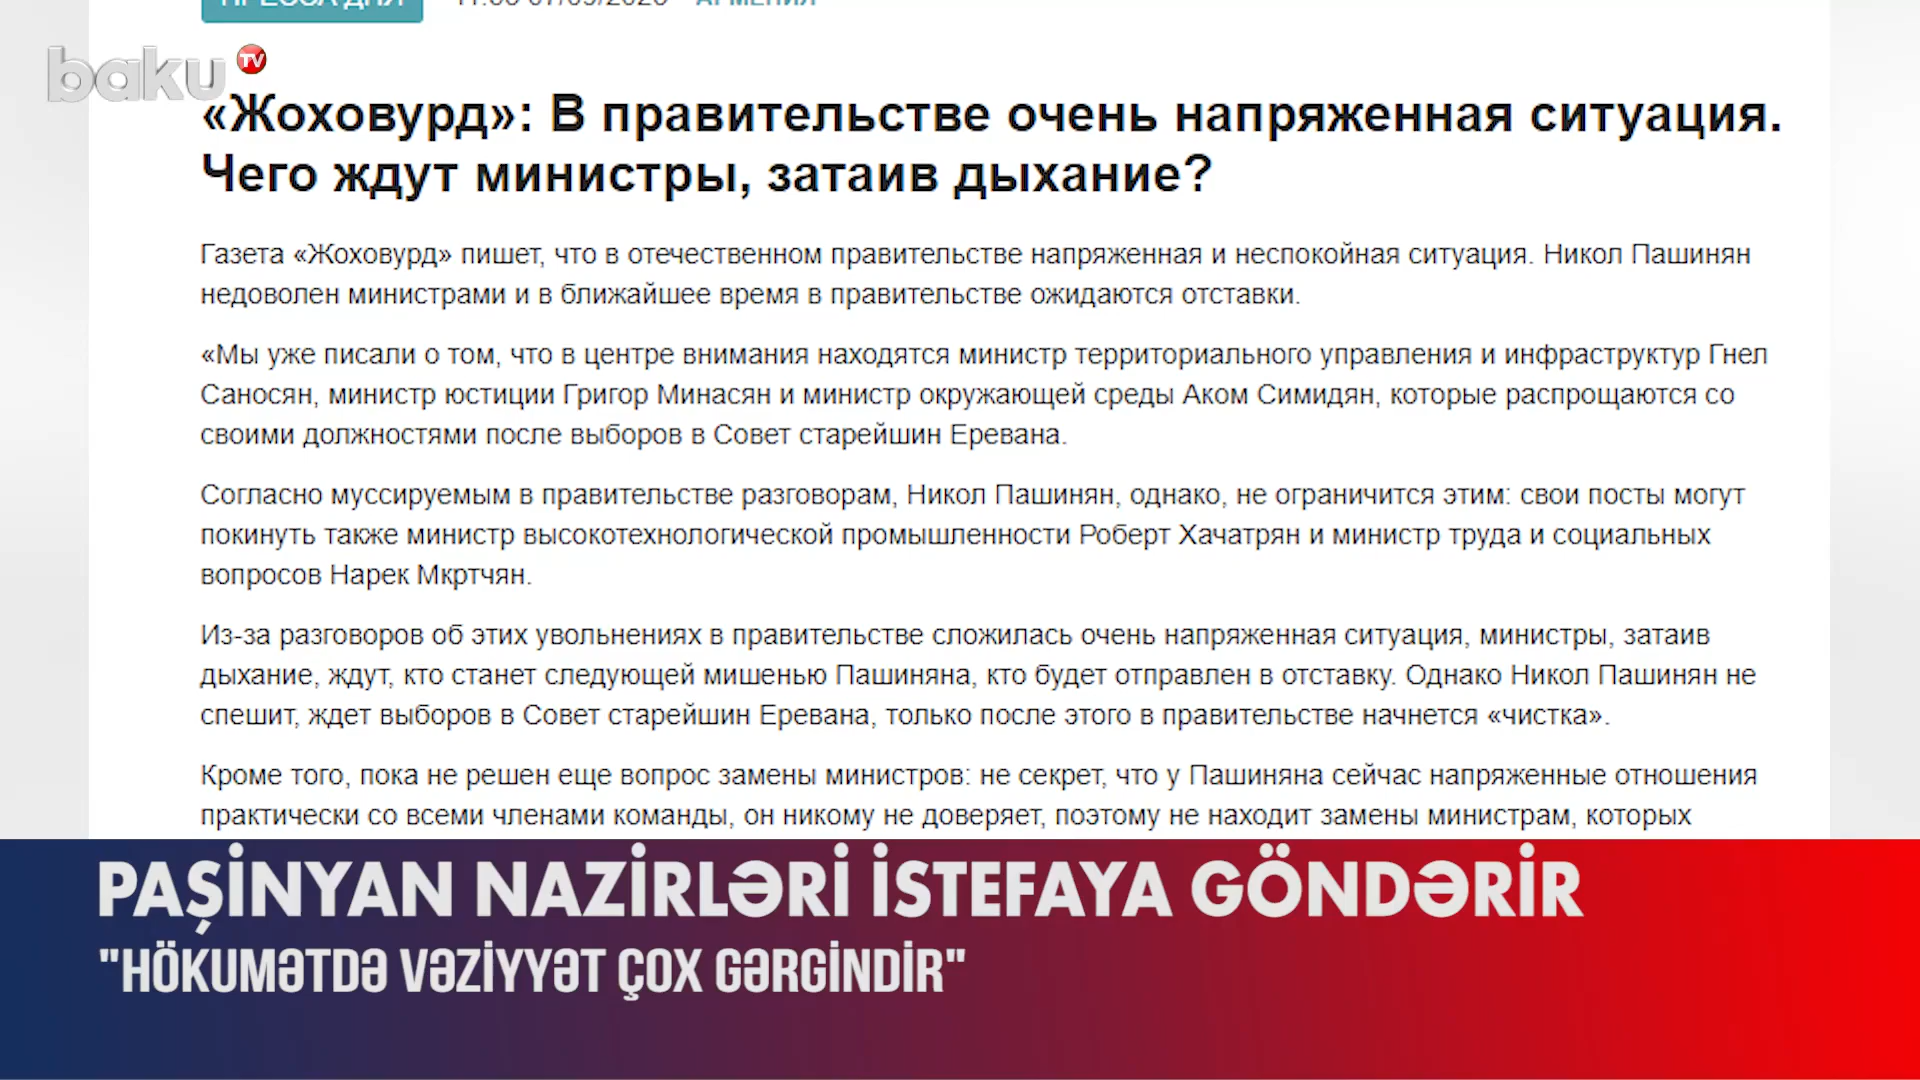 ПРЕССА ДНЯ
АРМЕНИЯ
baku TV
«Жоховурд»: В правительстве очень напряженная ситуация.
Чего ждут министры, затаив дыхание?
Газета «Жоховурд» пишет, что в отечественном правительстве напряженная и неспокойная ситуация. Никол Пашинян
недоволен министрами и в ближайшее время в правительстве ожидаются отставки.
«Мы уже писали о том, что в центре внимания находятся министр территориального управления и инфраструктур Гнел
Саносян, министр юстиции Григор Минасян и министр окружающей среды Аком Симидян, которые распрощаются со
своими должностями после выборов в Совет старейшин Еревана.
Согласно муссируемым в правительстве разговорам, Никол Пашинян, однако, не ограничится этим: свои посты могут
покинуть также министр высокотехнологической промышленности Роберт Хачатрян и министр труда и социальных
вопросов Нарек Мкртчян.
Из-за разговоров об этих увольнениях в правительстве сложилась очень напряженная ситуация, министры, затаив
дыхание, ждут, кто станет следующей мишенью Пашиняна, кто будет отправлен в отставку. Однако Никол Пашинян не
спешит, ждет выборов в Совет старейшин Еревана, только после этого в правительстве начнется «чистка».
Кроме того, пока не решен еще вопрос замены министров: не секрет, что у Пашиняна сейчас напряженные отношения
практически со всеми членами команды, он никому не доверяет, поэтому не находит замены министрам, которых
PAŞİNYAN NAZİRLƏRİ İSTEFAYA GÖNDƏRİR
"HÖKUMƏTDƏ VƏZİYYƏT ÇOX GƏRGİNDİR"